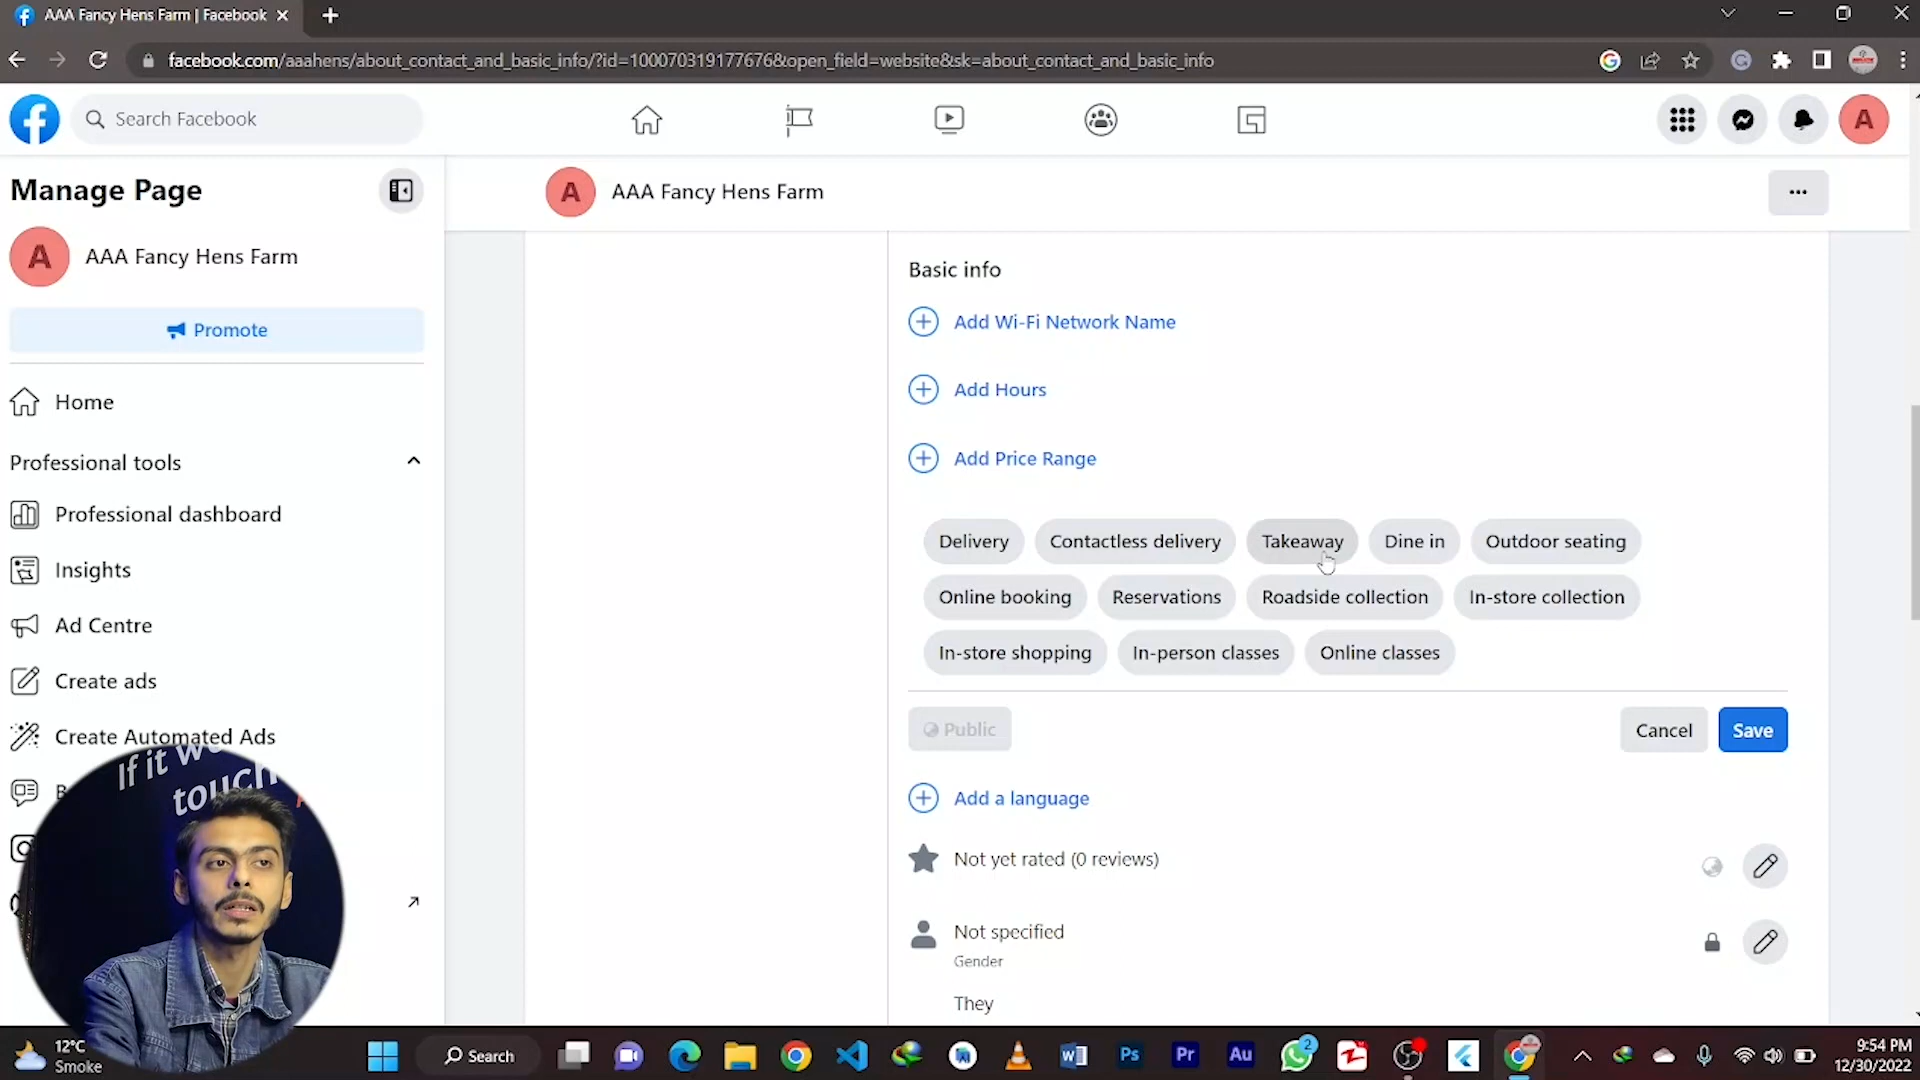 AAA Fancy Hens Farm | Facebook
facebook.com/aaahens/about_contact_and_basic_info/?id=100070319177676&open_field=website&sk=about_contact_and_basic_info
Search Facebook
A
Manage Page
A AAA Fancy Hens Farm
A AAA Fancy Hens Farm
Promote
Home
Professional tools
Professional dashboard
Insights
Ad Centre
Create ads
Create Automated Ads
If it
touch
Basic info
Add Wi-Fi Network Name
Add Hours
Add Price Range
Delivery Contactless delivery Takeaway Dine in Outdoor seating
Online booking Reservations Roadside collection In-store collection
In-store shopping In-person classes Online classes
Public Cancel Save
Add a language
Not yet rated (0 reviews)
Not specified
Gender
They
12°C
Smoke
Search
Ps
Pr
Au
2
9:54 PM
12/30/2022